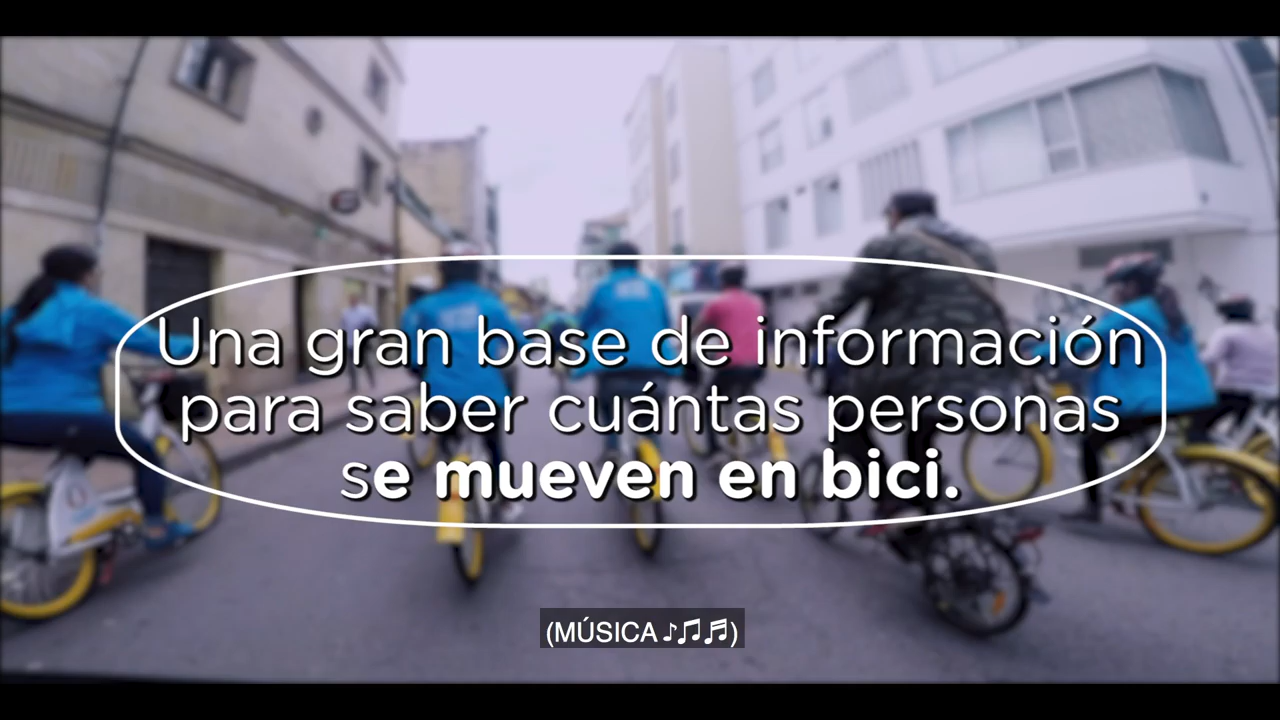 Una gran base de información
para saber cuántas personas
se mueven en bici.
(MÚSICA ♪♫♬)